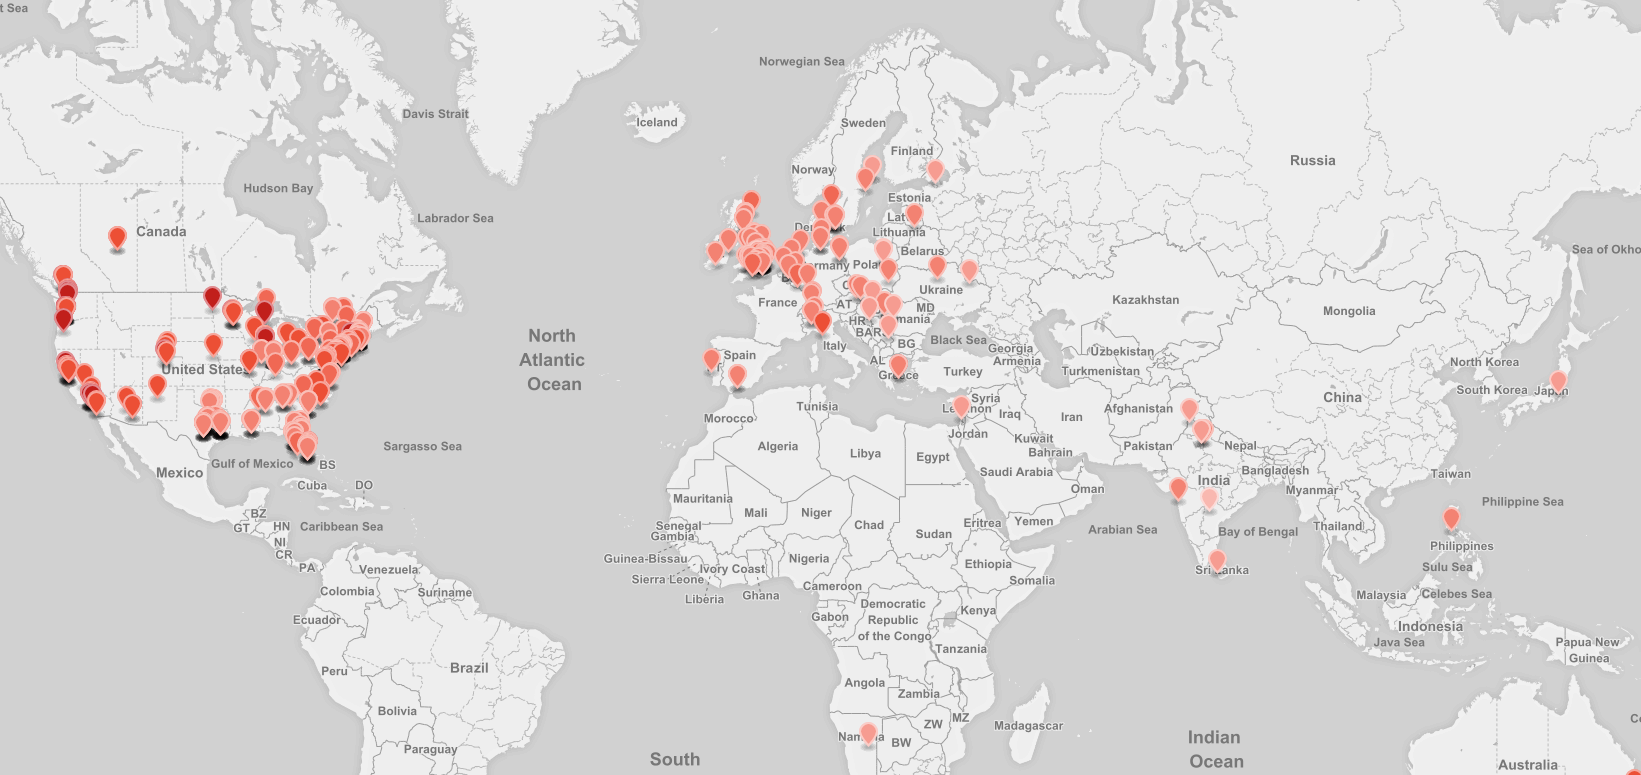 t Sea
Norwegian Sea
Davis Strait
Iceland
Sweden
Finland
Norway
Russia
Hudson Bay
Labrador Sea
Canada
Estonia
Lat
Lithuania
Belarus
Sea of Okho
Pola
Ukraine
Kazakhstan
Mongolia
France
AT
MD
HR
BAR
BG
Black Sea
Georgia
Armenia
Uzbekistan
Turkmenistan
North
Atlantic
Ocean
Italy
Spain
AL
Greece
Turkey
North Korea
South Korea
Japan
China
United States
Syria
Iraq
Iran
Afghanistan
Tunisia
Morocco
Jordan
Kuwait
Bahrain
Pakistan
Nepal
Algeria
Libya
Egypt
Saudi Arabia
Sargasso Sea
Gulf of Mexico
BS
Mexico
Cuba
DO
Oman
India
Bangladesh
Myanmar
Taiwan
Philippine Sea
Mauritania
Mali
Niger
Chad
Sudan
Eritrea
Yemen
Arabian Sea
Bay of Bengal
Thailand
Philippines
BZ
GT
HN
NI
CR
PA
Caribbean Sea
Senegal
Gambia
Guinea-Bissau
Sierra Leone
Liberia
Ivory Coast
Ghana
Nigeria
Cameroon
Ethiopia
Somalia
Sri Lanka
Sulu Sea
Celebes Sea
Malaysia
Indonesia
Java Sea
Papua New
Guinea
Venezuela
Colombia
Suriname
Ecuador
Gabon
Democratic
Republic
of the Congo
Kenya
Tanzania
Peru
Brazil
Bolivia
Paraguay
Angola
Zambia
ZW
MZ
Madagascar
BW
South
Indian
Ocean
Australia